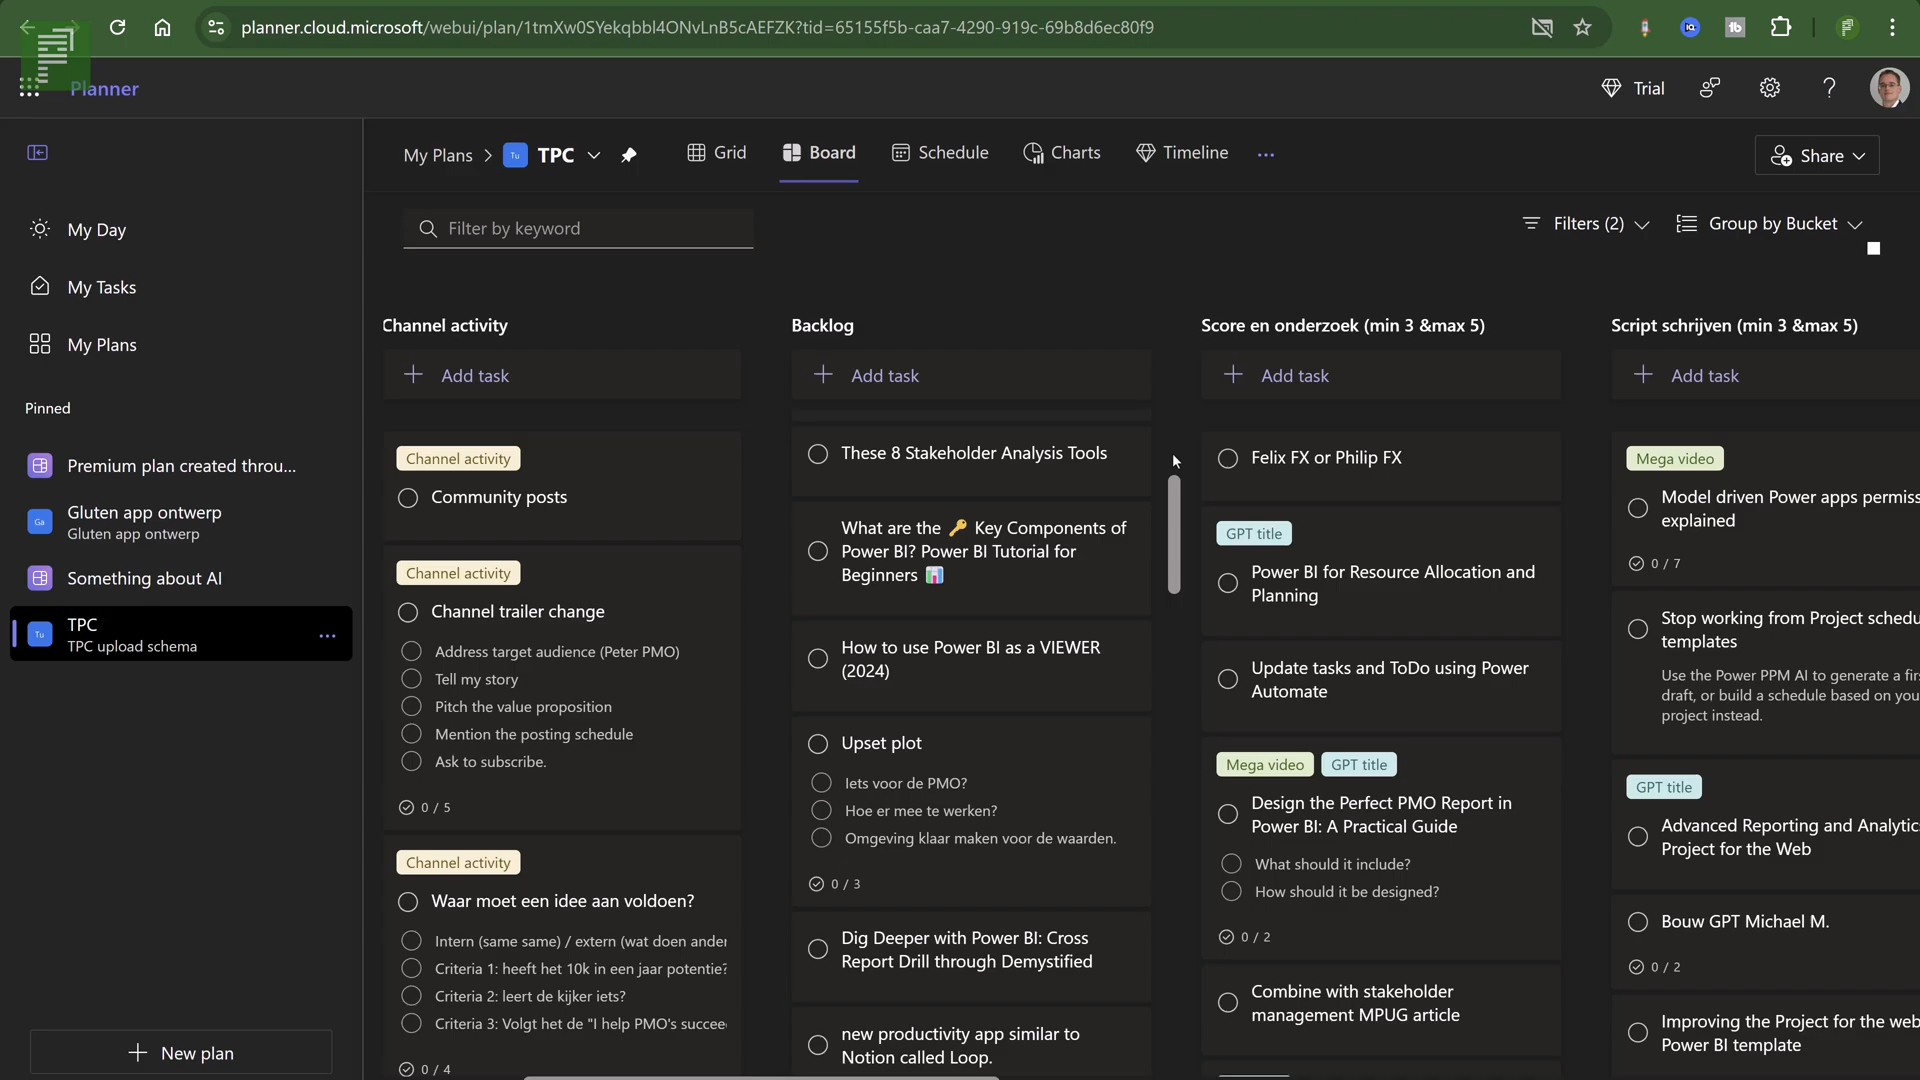 planner.cloud.microsoft/webui/plan/1tmXw0SYekqbbl4ONvLnB5cAEFZK?tid=65155f5b-caa7-4290-919c-69b8d6ec80f9
Planner
Trial
My Plans
Tu
TPC
Grid
Board
Schedule
Charts
Timeline
Share
My Day
My Tasks
My Plans
Pinned
Premium plan created throu...
Ga
Gluten app ontwerp
Gluten app ontwerp
Something about AI
Tu
TPC
TPC upload schema
New plan
Filter by keyword
Filters (2)
Group by Bucket
Channel activity
Add task
Channel activity
Community posts
Channel activity
Channel trailer change
Address target audience (Peter PMO)
Tell my story
Pitch the value proposition
Mention the posting schedule
Ask to subscribe.
0 / 5
Channel activity
Waar moet een idee aan voldoen?
Intern (same same) / extern (wat doen ander
Criteria 1: heeft het 10k in een jaar potentie?
Criteria 2: leert de kijker iets?
Criteria 3: Volgt het de "I help PMO's succee
0 / 4
Backlog
Add task
These 8 Stakeholder Analysis Tools
What are the 🔑 Key Components of
Power BI? Power BI Tutorial for
Beginners 📊
How to use Power BI as a VIEWER
(2024)
Upset plot
Iets voor de PMO?
Hoe er mee te werken?
Omgeving klaar maken voor de waarden.
0 / 3
Dig Deeper with Power BI: Cross
Report Drill through Demystified
new productivity app similar to
Notion called Loop.
Score en onderzoek (min 3 &max 5)
Add task
Felix FX or Philip FX
GPT title
Power BI for Resource Allocation and
Planning
Update tasks and ToDo using Power
Automate
Mega video
GPT title
Design the Perfect PMO Report in
Power BI: A Practical Guide
What should it include?
How should it be designed?
0 / 2
Combine with stakeholder
management MPUG article
Script schrijven (min 3 &max 5)
Add task
Mega video
Model driven Power apps permiss
explained
0 / 7
Stop working from Project schedu
templates
Use the Power PPM AI to generate a firs
draft, or build a schedule based on you
project instead.
GPT title
Advanced Reporting and Analytics
Project for the Web
Bouw GPT Michael M.
0 / 2
Improving the Project for the web
Power BI template